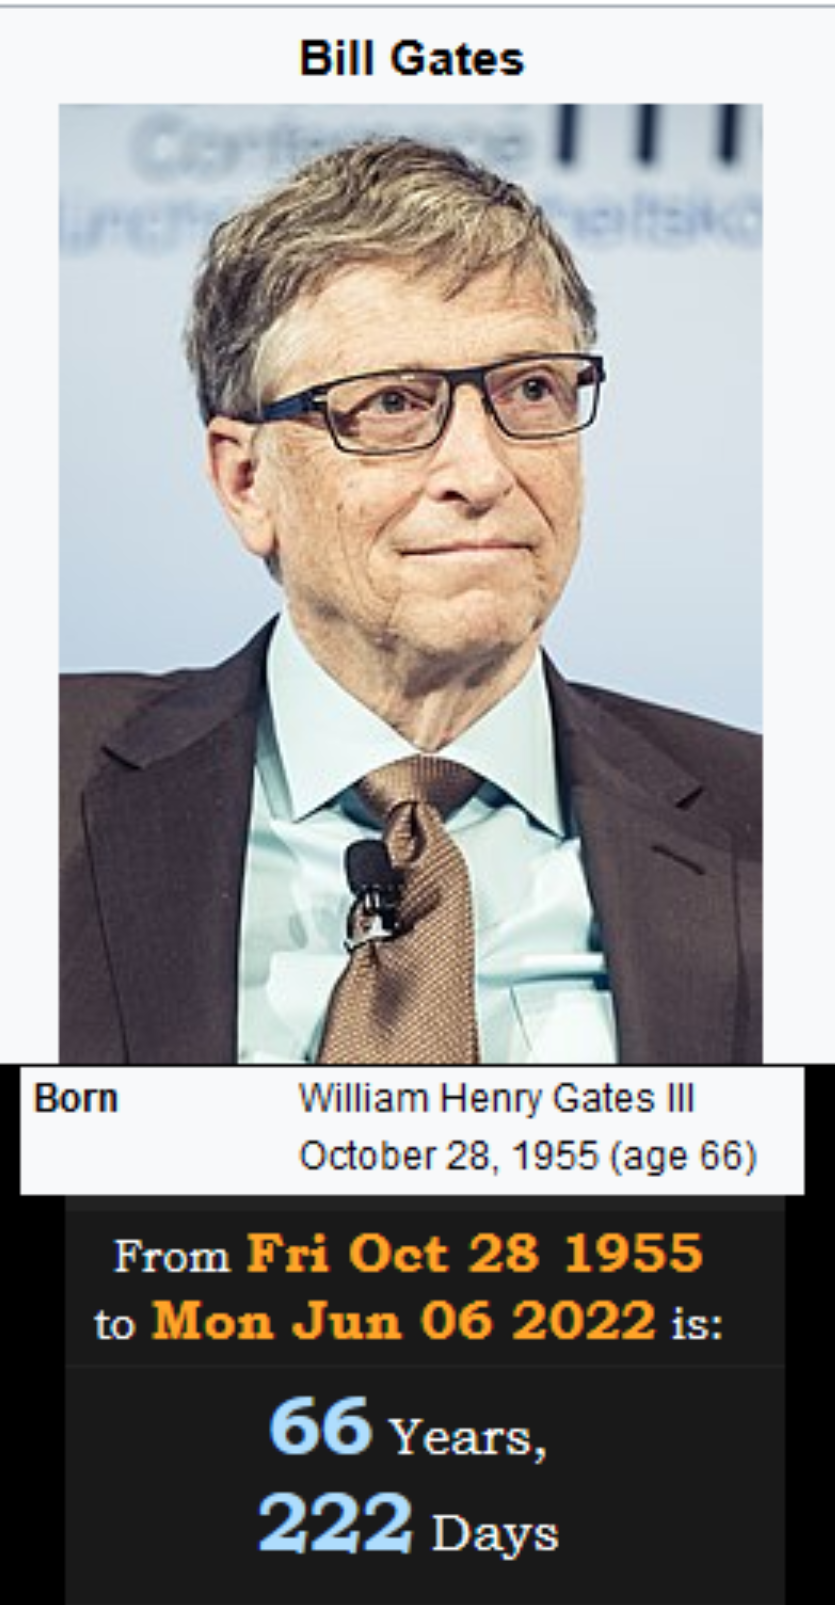 Bill Gates
Conference
Born William Henry Gates III
October 28, 1955 (age 66)
From Fri Oct 28 1955
to Mon Jun 06 2022 is:
66 Years,
222 Days